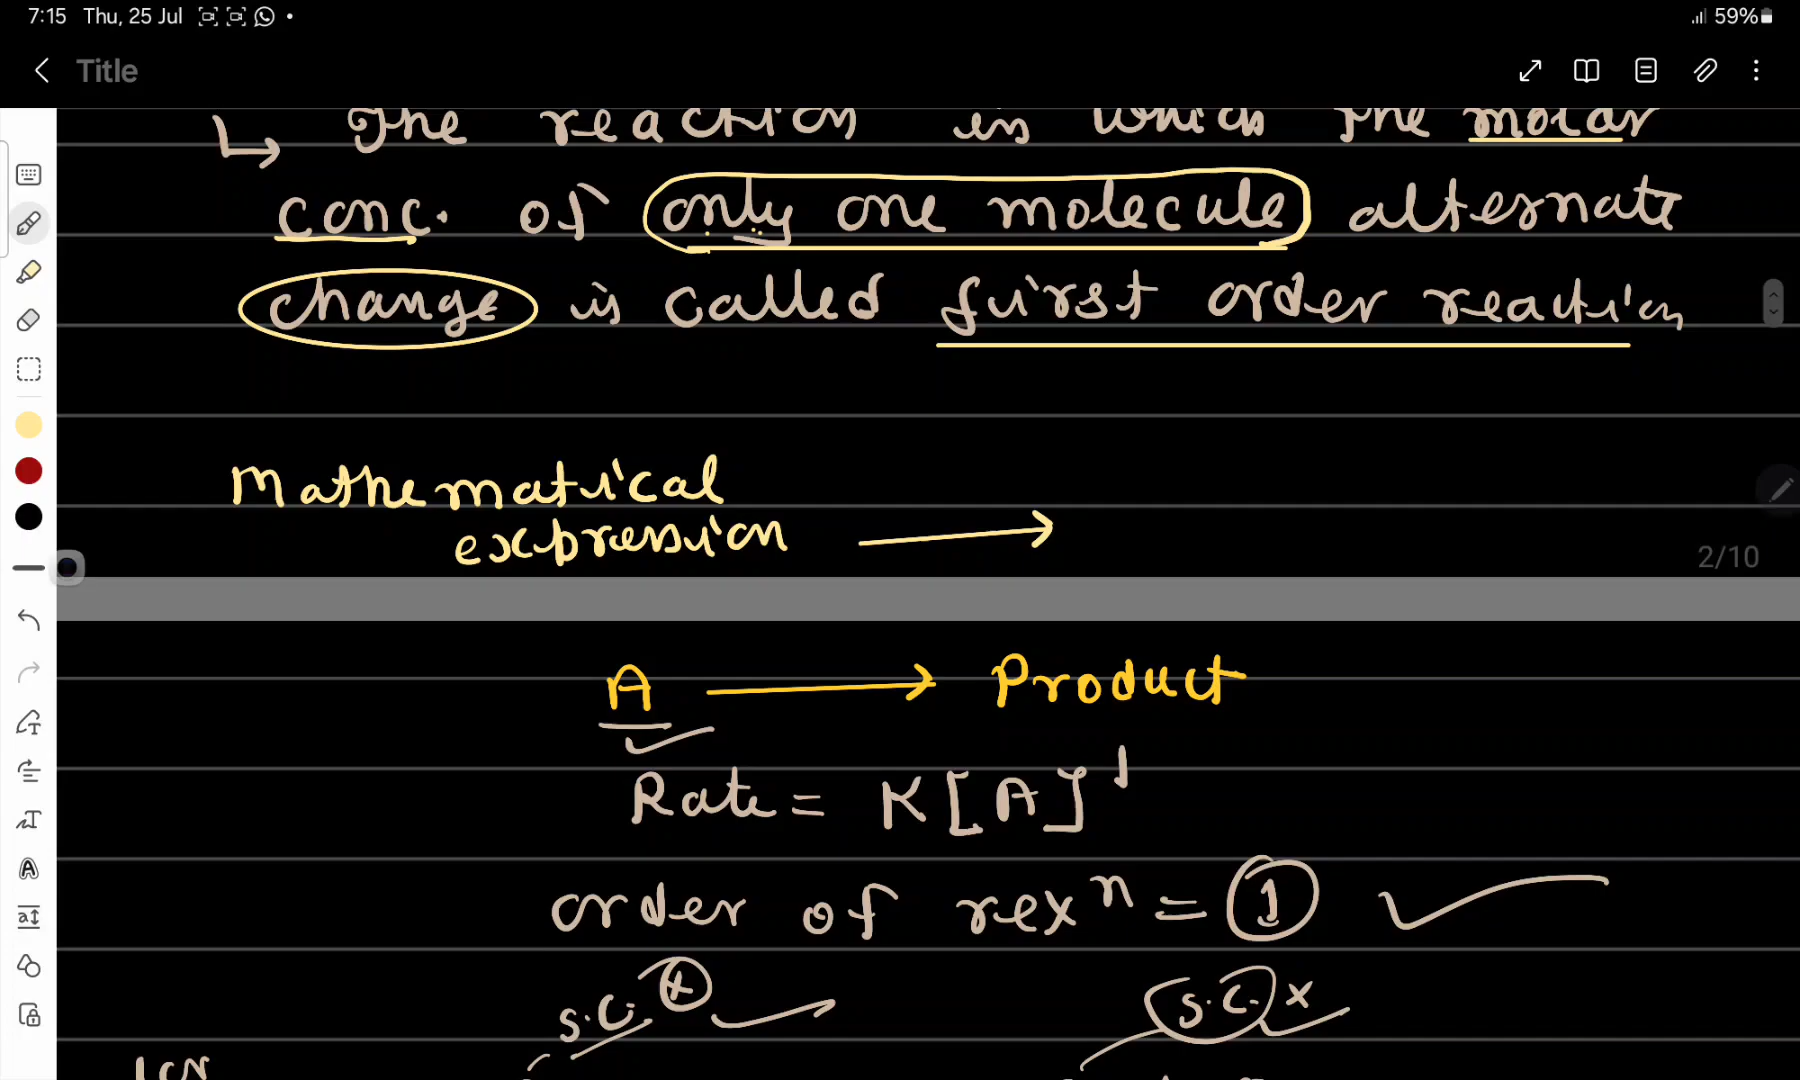 7:15 Thu, 25 Jul
59%
Title
↳ The reaction in which the molar
conc. of only one molecule alternate
change is called first order reaction
Mathematical
expression →
2/10
A → Product
Rate = K[A]¹
order of rexⁿ = 1
s.c. x
s.c. x